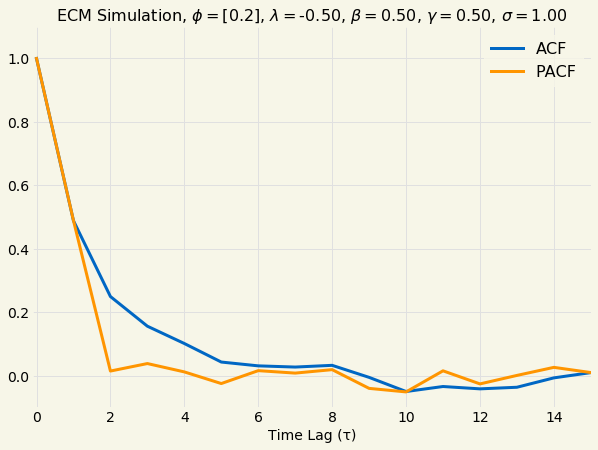 ECM Simulation, ϕ = [0.2], λ = -0.50, β = 0.50, γ = 0.50, σ = 1.00
ACF
PACF
1.0
0.8
0.6
0.4
0.2
0.0
0 2 4 6 8 10 12 14
Time Lag (τ)